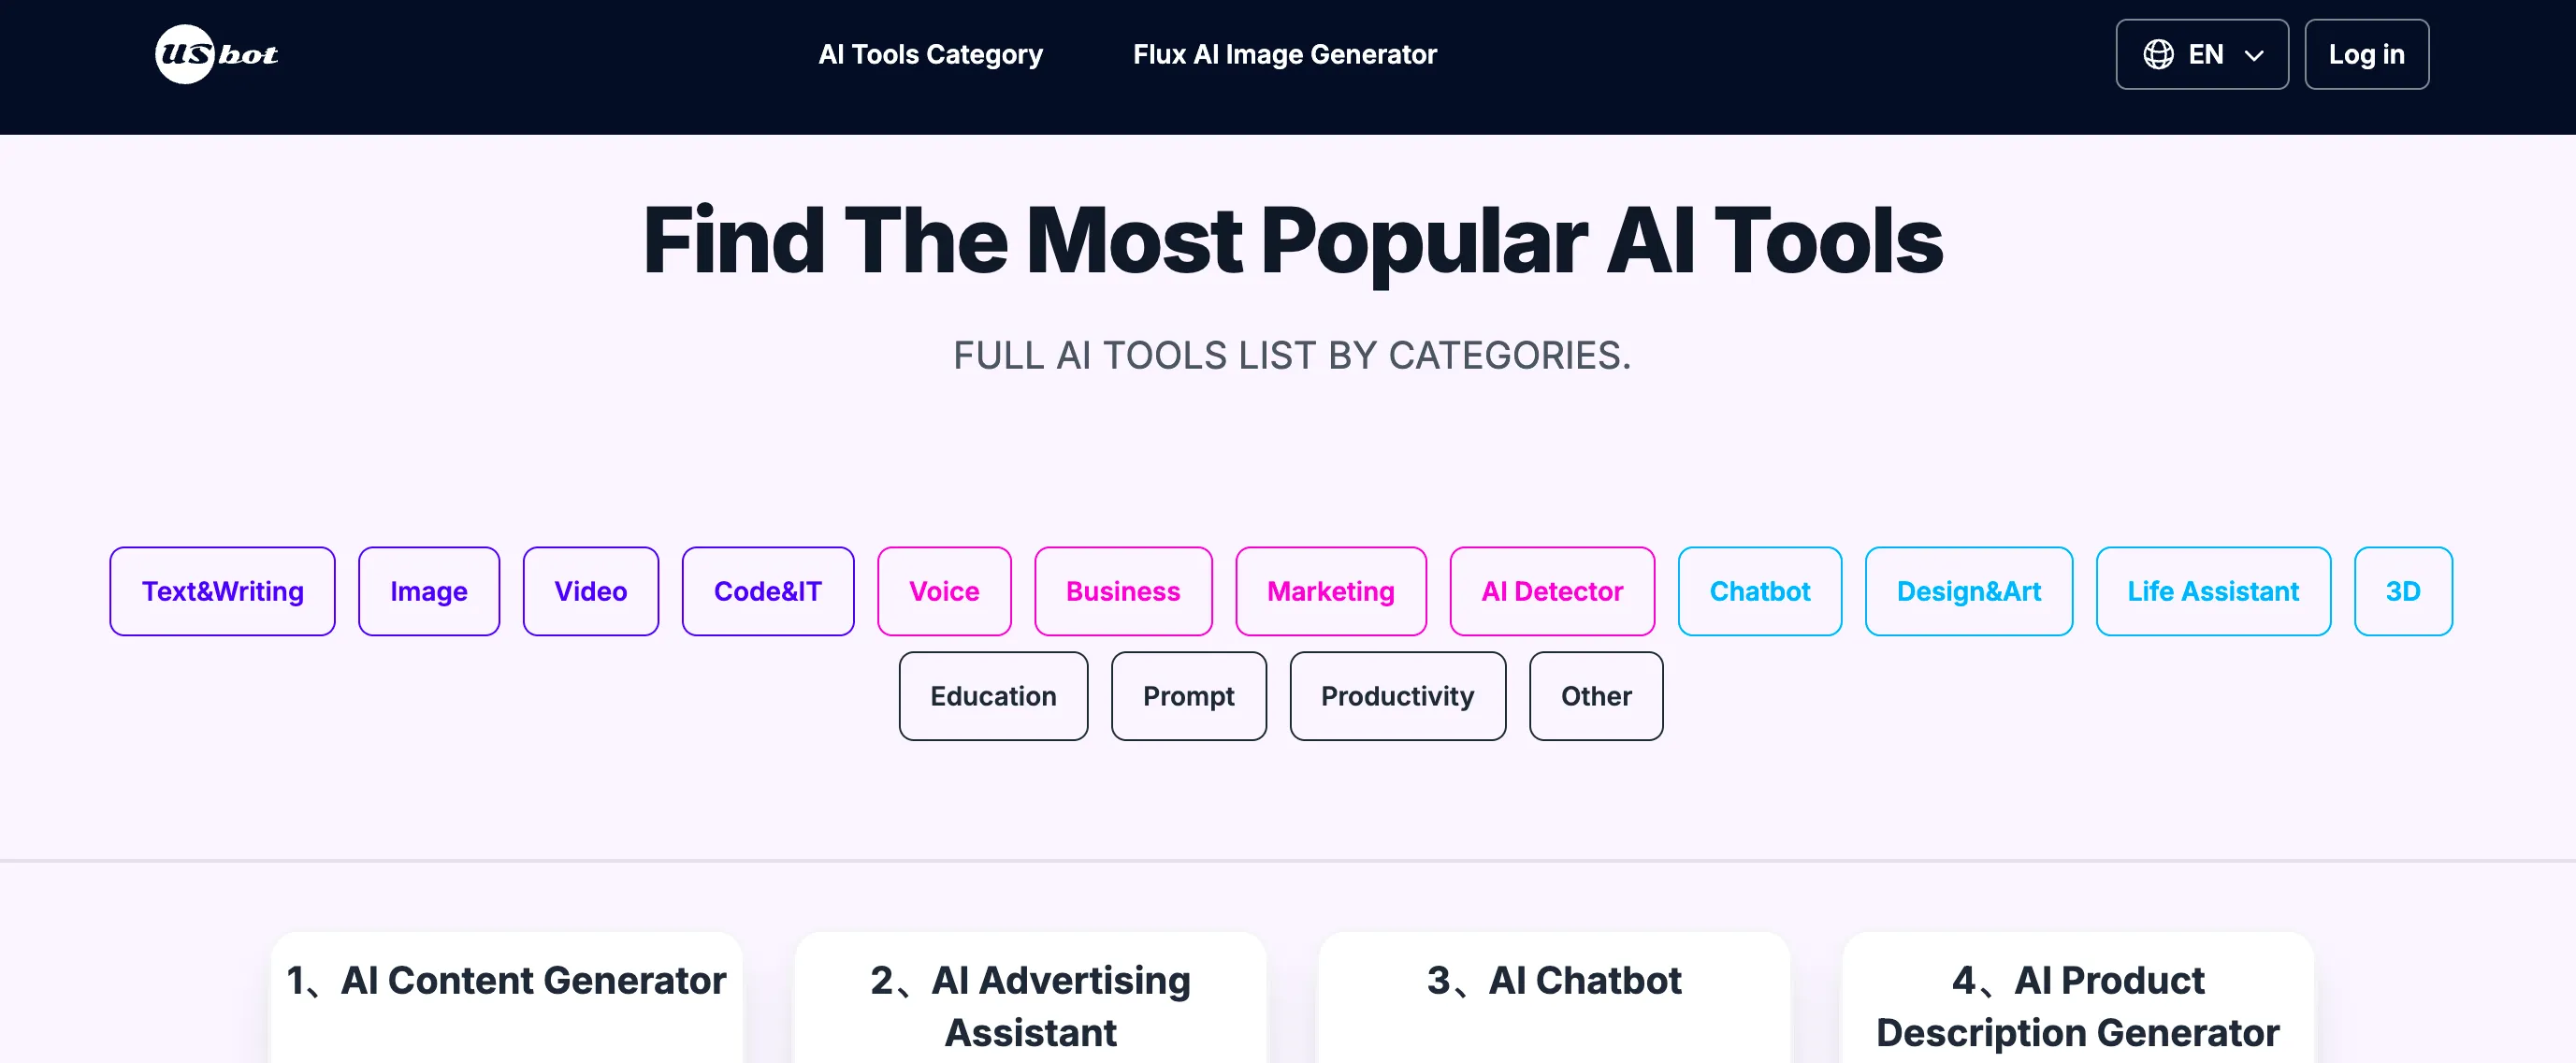 us bot
AI Tools Category
Flux AI Image Generator
EN
Log in
Find The Most Popular AI Tools
FULL AI TOOLS LIST BY CATEGORIES.
Text&Writing
Image
Video
Code&IT
Voice
Business
Marketing
AI Detector
Chatbot
Design&Art
Life Assistant
3D
Education
Prompt
Productivity
Other
1、AI Content Generator
2、AI Advertising
Assistant
3、AI Chatbot
4、AI Product
Description Generator